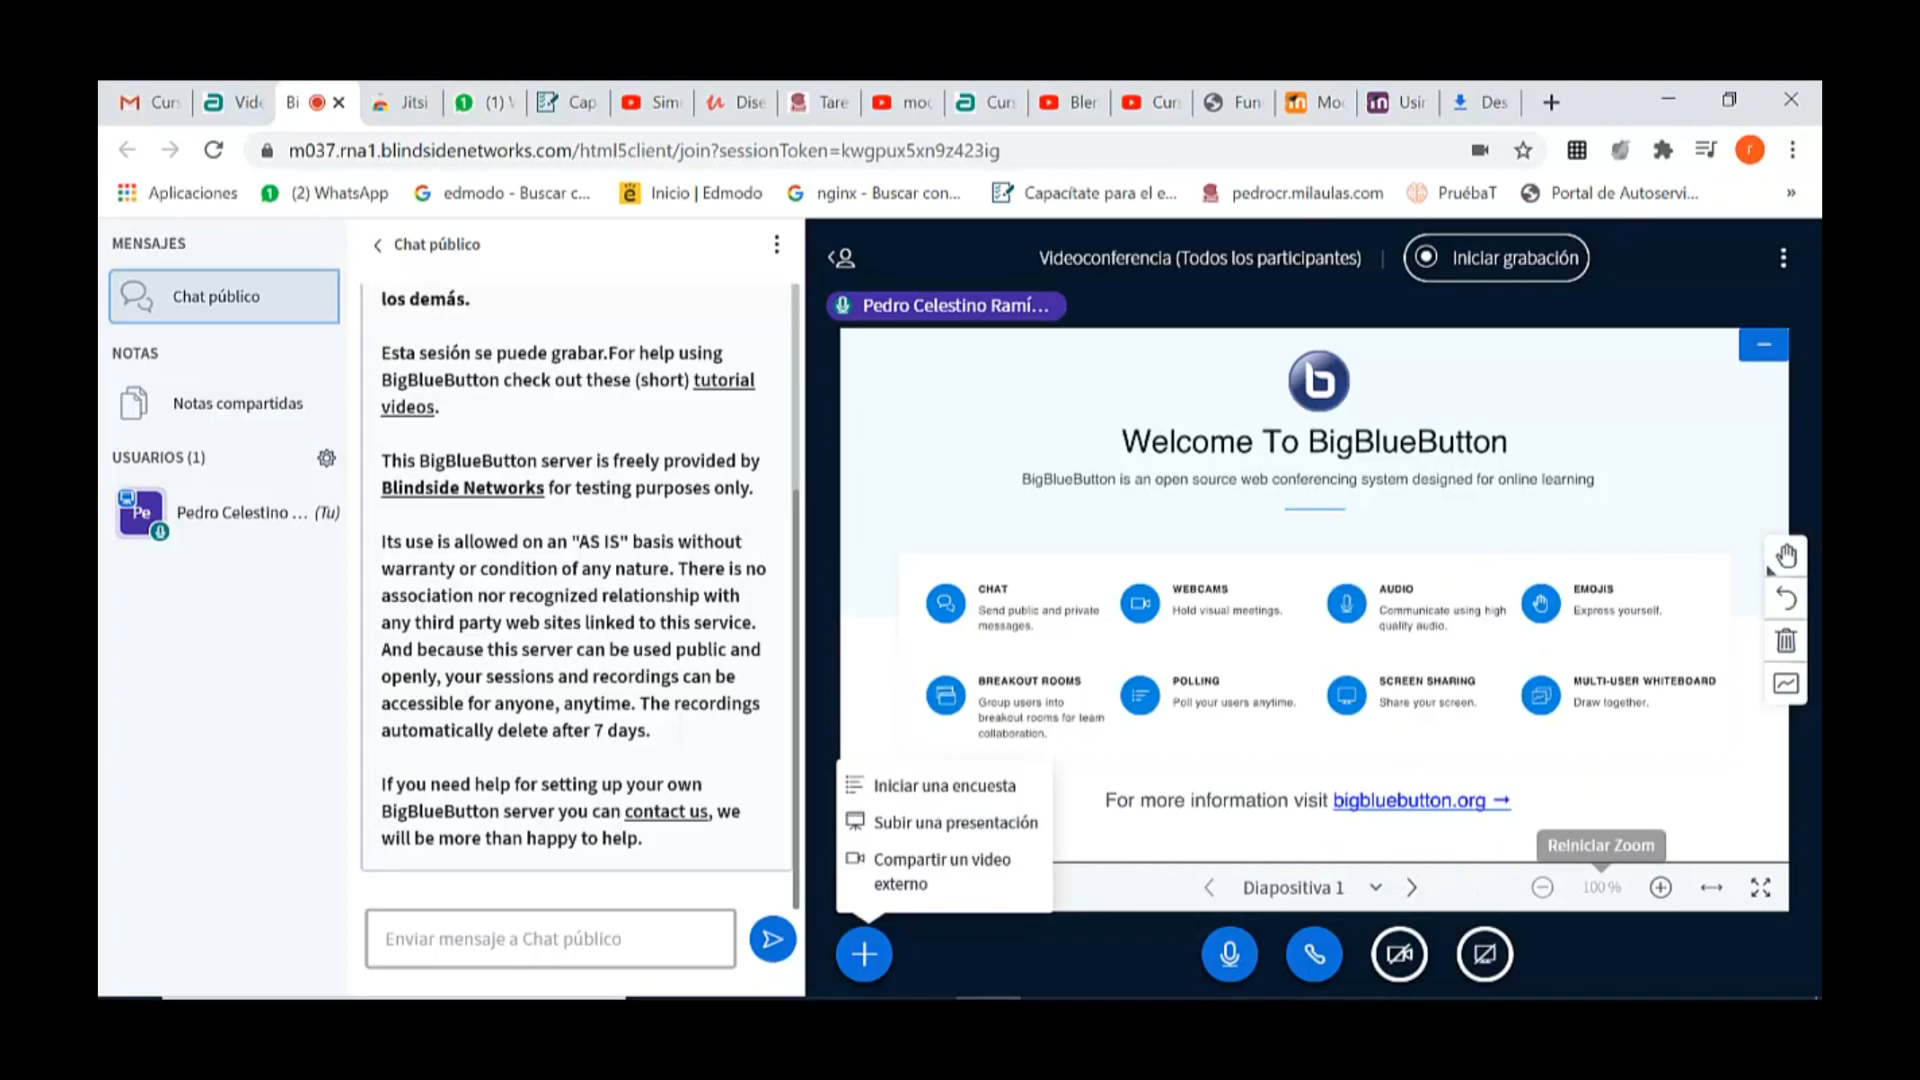 Cur
Vide
Bi
Jitsi
(1)
Cap
Sim
Dise
Tare
moc
Cur
Bler
Cur
Fun
Mo
Usir
Des
m037.rna1.blindsidenetworks.com/html5client/join?sessionToken=kwgpux5xn9z423ig
r
Aplicaciones
(2) WhatsApp
edmodo - Buscar c...
Inicio | Edmodo
nginx - Buscar con...
Capacítate para el e...
pedrocr.milaulas.com
PruébaT
Portal de Autoservi...
»
MENSAJES
Chat público
NOTAS
Notas compartidas
USUARIOS (1)
Pe
Pedro Celestino ... (Tu)
Chat público
los demás.
Esta sesión se puede grabar.For help using
BigBlueButton check out these (short) tutorial
videos.
This BigBlueButton server is freely provided by
Blindside Networks for testing purposes only.
Its use is allowed on an "AS IS" basis without
warranty or condition of any nature. There is no
association nor recognized relationship with
any third party web sites linked to this service.
And because this server can be used public and
openly, your sessions and recordings can be
accessible for anyone, anytime. The recordings
automatically delete after 7 days.
If you need help for setting up your own
BigBlueButton server you can contact us, we
will be more than happy to help.
Enviar mensaje a Chat público
Videoconferencia (Todos los participantes)
Iniciar grabación
Pedro Celestino Ramí...
b
Welcome To BigBlueButton
BigBlueButton is an open source web conferencing system designed for online learning
CHAT
Send public and private
messages.
WEBCAMS
Hold visual meetings.
AUDIO
Communicate using high
quality audio.
EMOJIS
Express yourself.
BREAKOUT ROOMS
Group users into
breakout rooms for team
collaboration.
POLLING
Poll your users anytime.
SCREEN SHARING
Share your screen.
MULTI-USER WHITEBOARD
Draw together.
Iniciar una encuesta
Subir una presentación
Compartir un video
externo
For more information visit bigbluebutton.org →
Reiniciar Zoom
Diapositiva 1
100 %